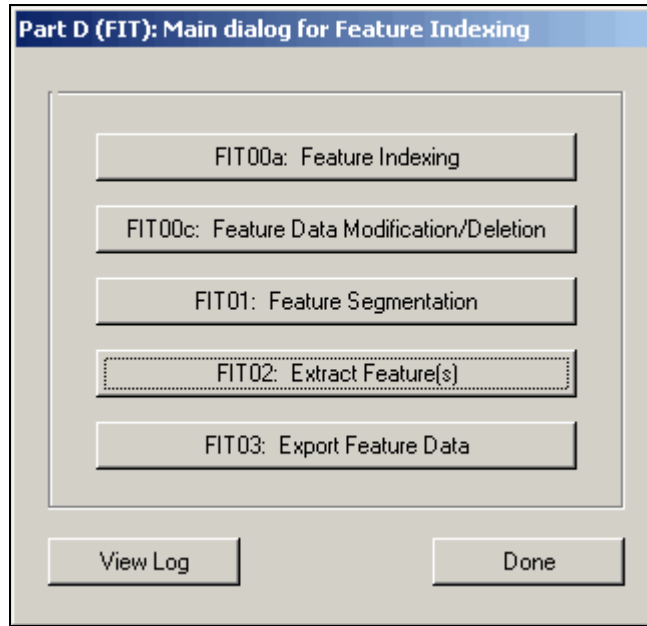 Part D (FIT): Main dialog for Feature Indexing
FIT00a:  Feature Indexing
FIT00c:  Feature Data Modification/Deletion
FIT01:  Feature Segmentation
FIT02:  Extract Feature(s)
FIT03:  Export Feature Data
View Log
Done